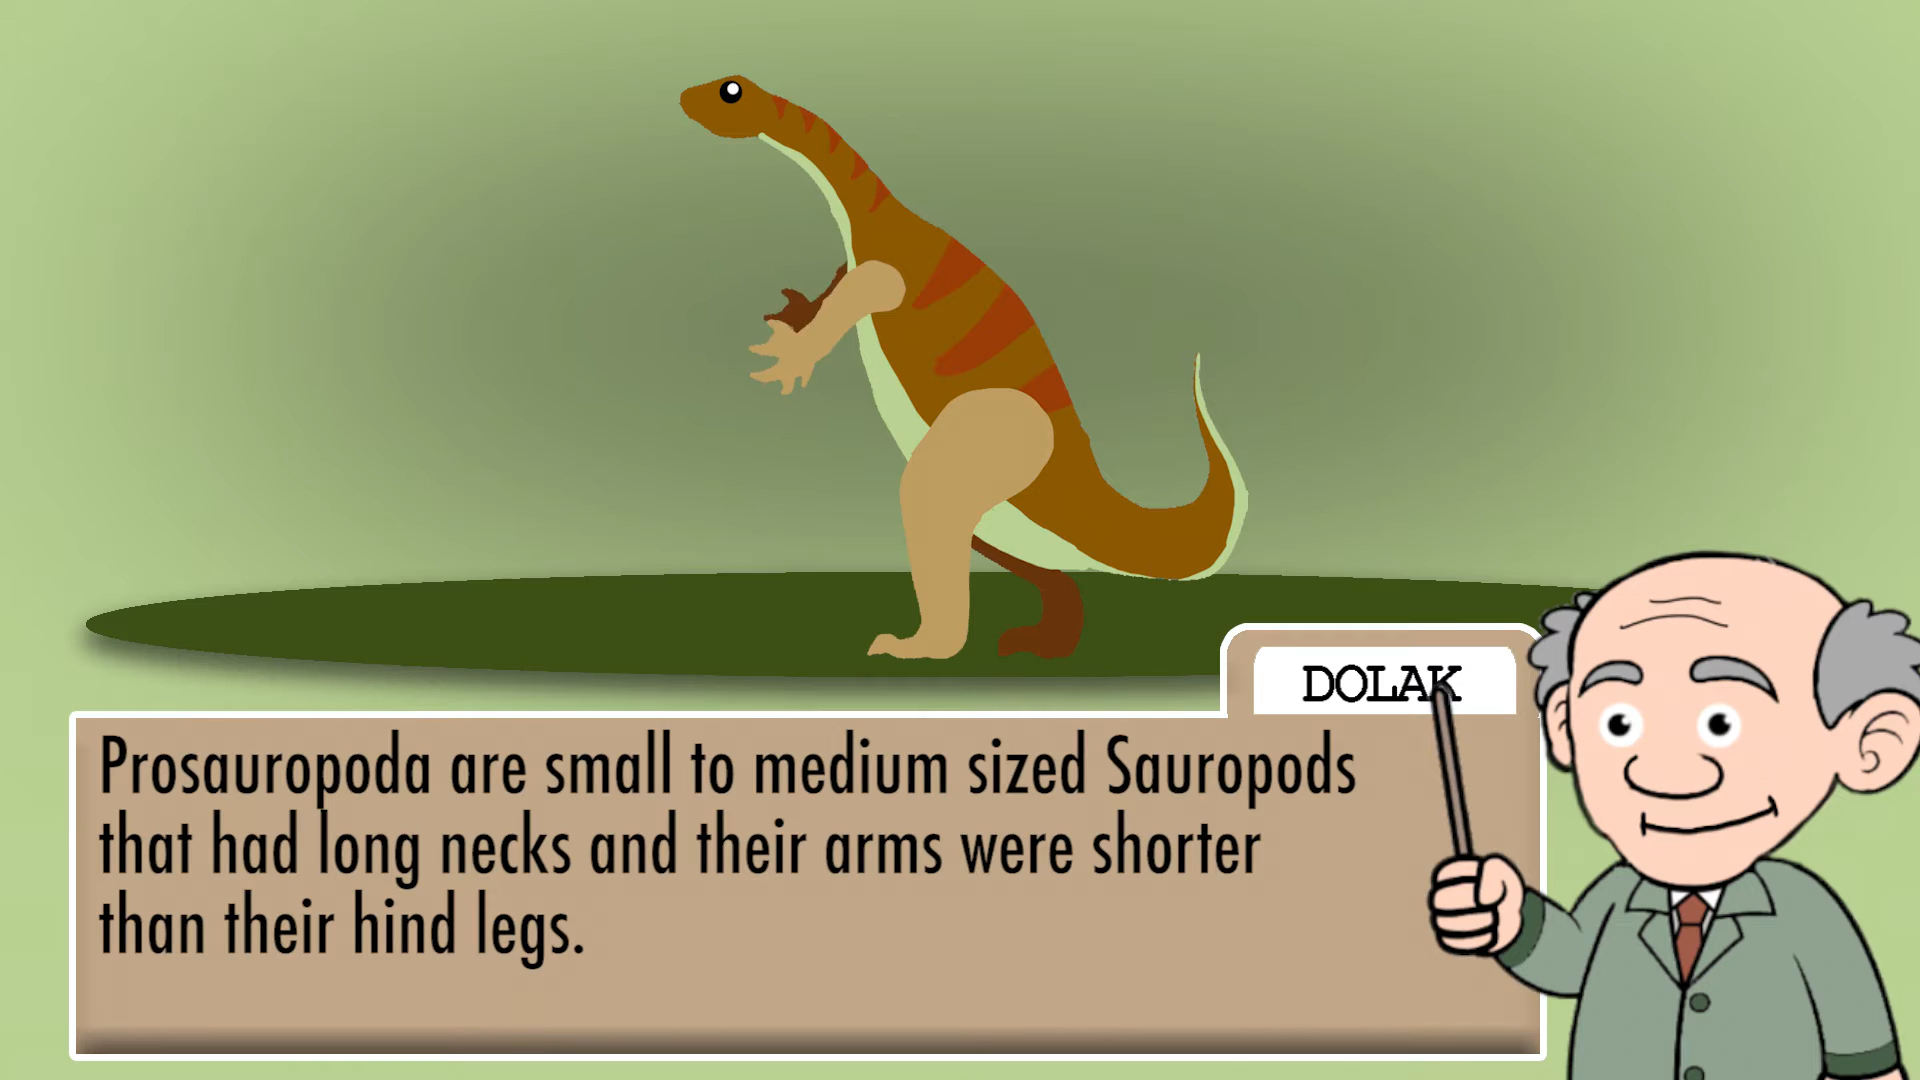 DOLAK
Prosauropoda are small to medium sized Sauropods
that had long necks and their arms were shorter
than their hind legs.